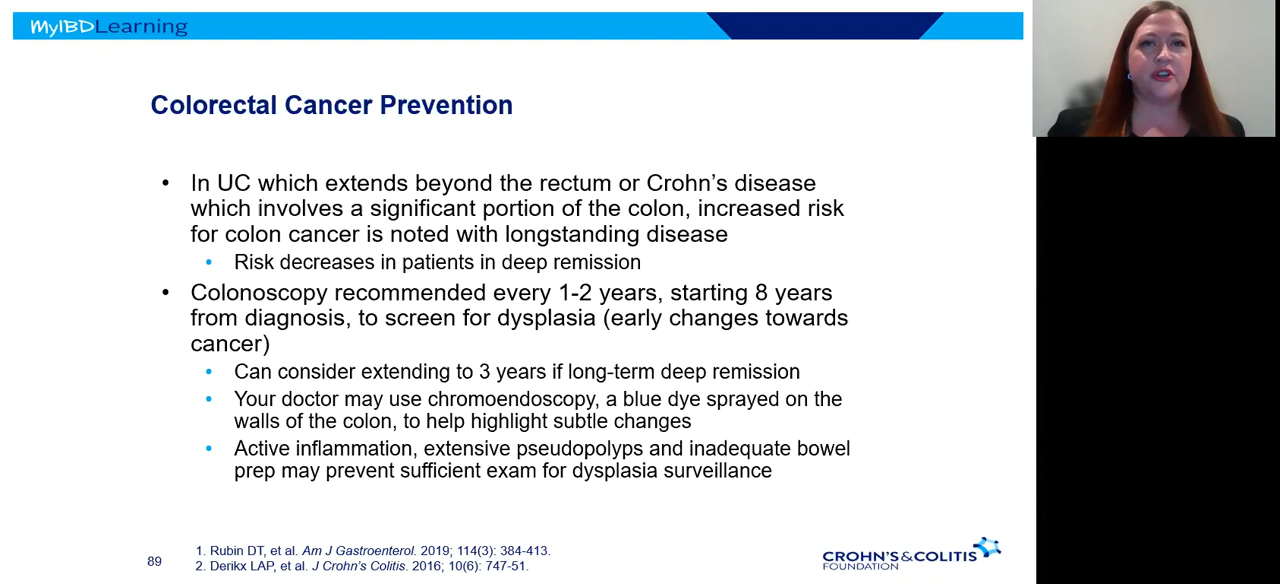 MyIBDLearning
Colorectal Cancer Prevention
• In UC which extends beyond the rectum or Crohn's disease
which involves a significant portion of the colon, increased risk
for colon cancer is noted with longstanding disease
• Risk decreases in patients in deep remission
• Colonoscopy recommended every 1-2 years, starting 8 years
from diagnosis, to screen for dysplasia (early changes towards
cancer)
• Can consider extending to 3 years if long-term deep remission
• Your doctor may use chromoendoscopy, a blue dye sprayed on the
walls of the colon, to help highlight subtle changes
• Active inflammation, extensive pseudopolyps and inadequate bowel
prep may prevent sufficient exam for dysplasia surveillance
89
1. Rubin DT, et al. Am J Gastroenterol. 2019; 114(3): 384-413.
2. Derikx LAP, et al. J Crohn's Colitis. 2016; 10(6): 747-51.
CROHN'S & COLITIS
FOUNDATION